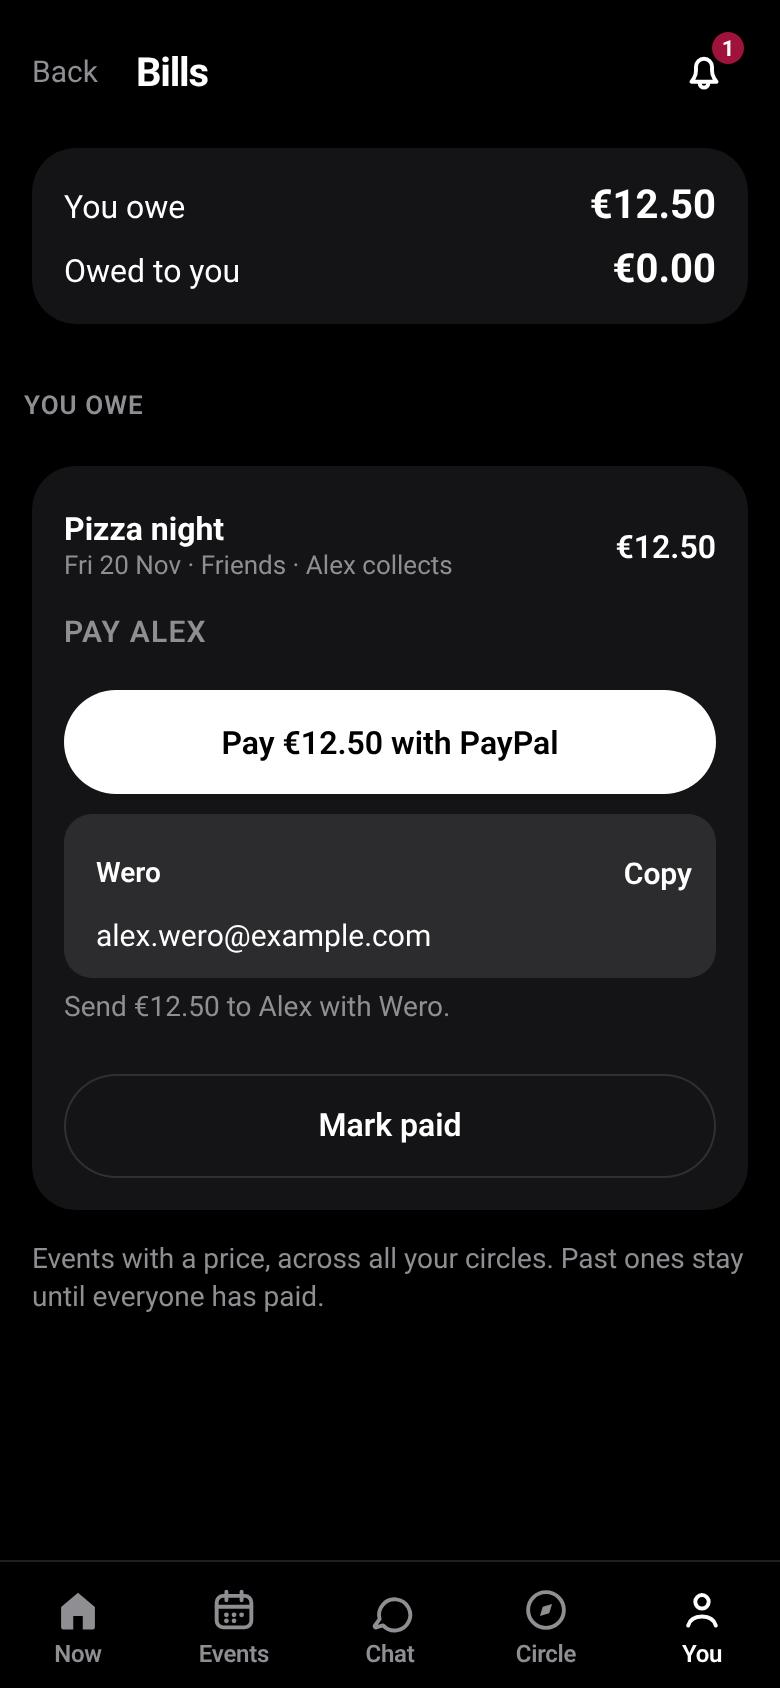 Back
Bills
1
You owe
€12.50
Owed to you
€0.00
YOU OWE
Pizza night
€12.50
Fri 20 Nov · Friends · Alex collects
PAY ALEX
Pay €12.50 with PayPal
Wero
Copy
alex.wero@example.com
Send €12.50 to Alex with Wero.
Mark paid
Events with a price, across all your circles. Past ones stay
until everyone has paid.
Now
Events
Chat
Circle
You